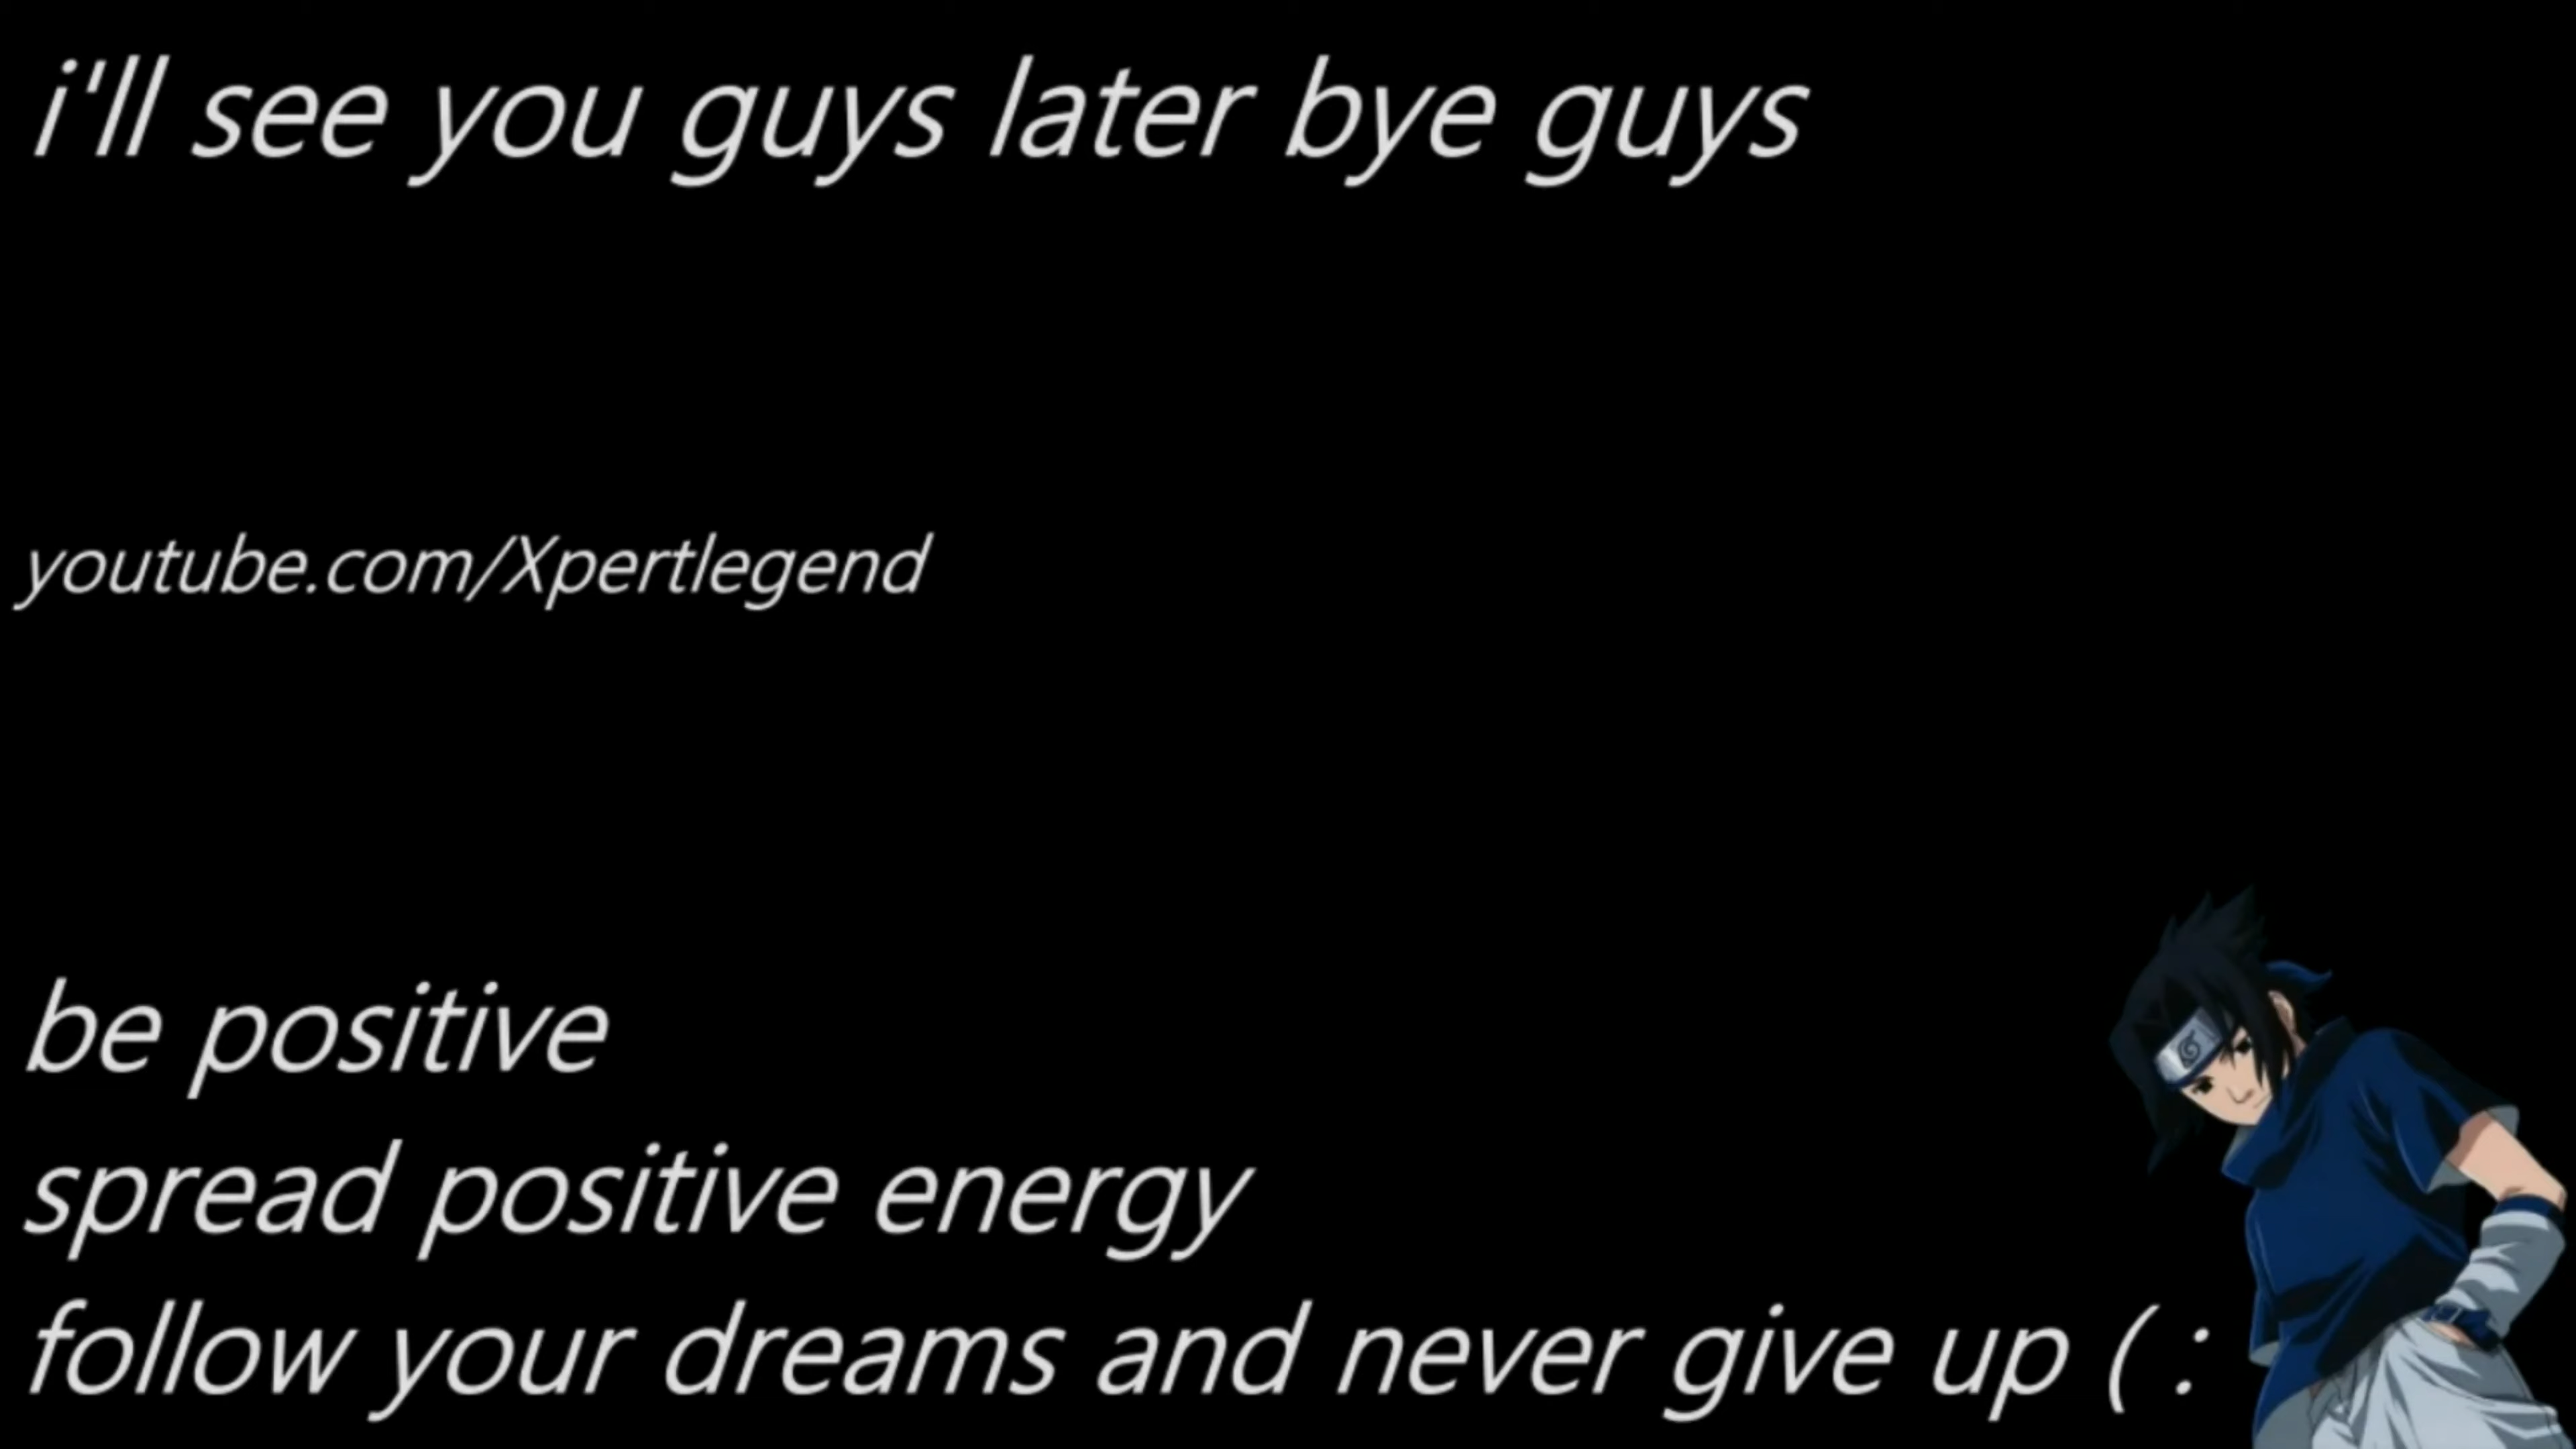 i'll see you guys later bye guys
youtube.com/Xpertlegend
be positive
spread positive energy
follow your dreams and never give up ( :